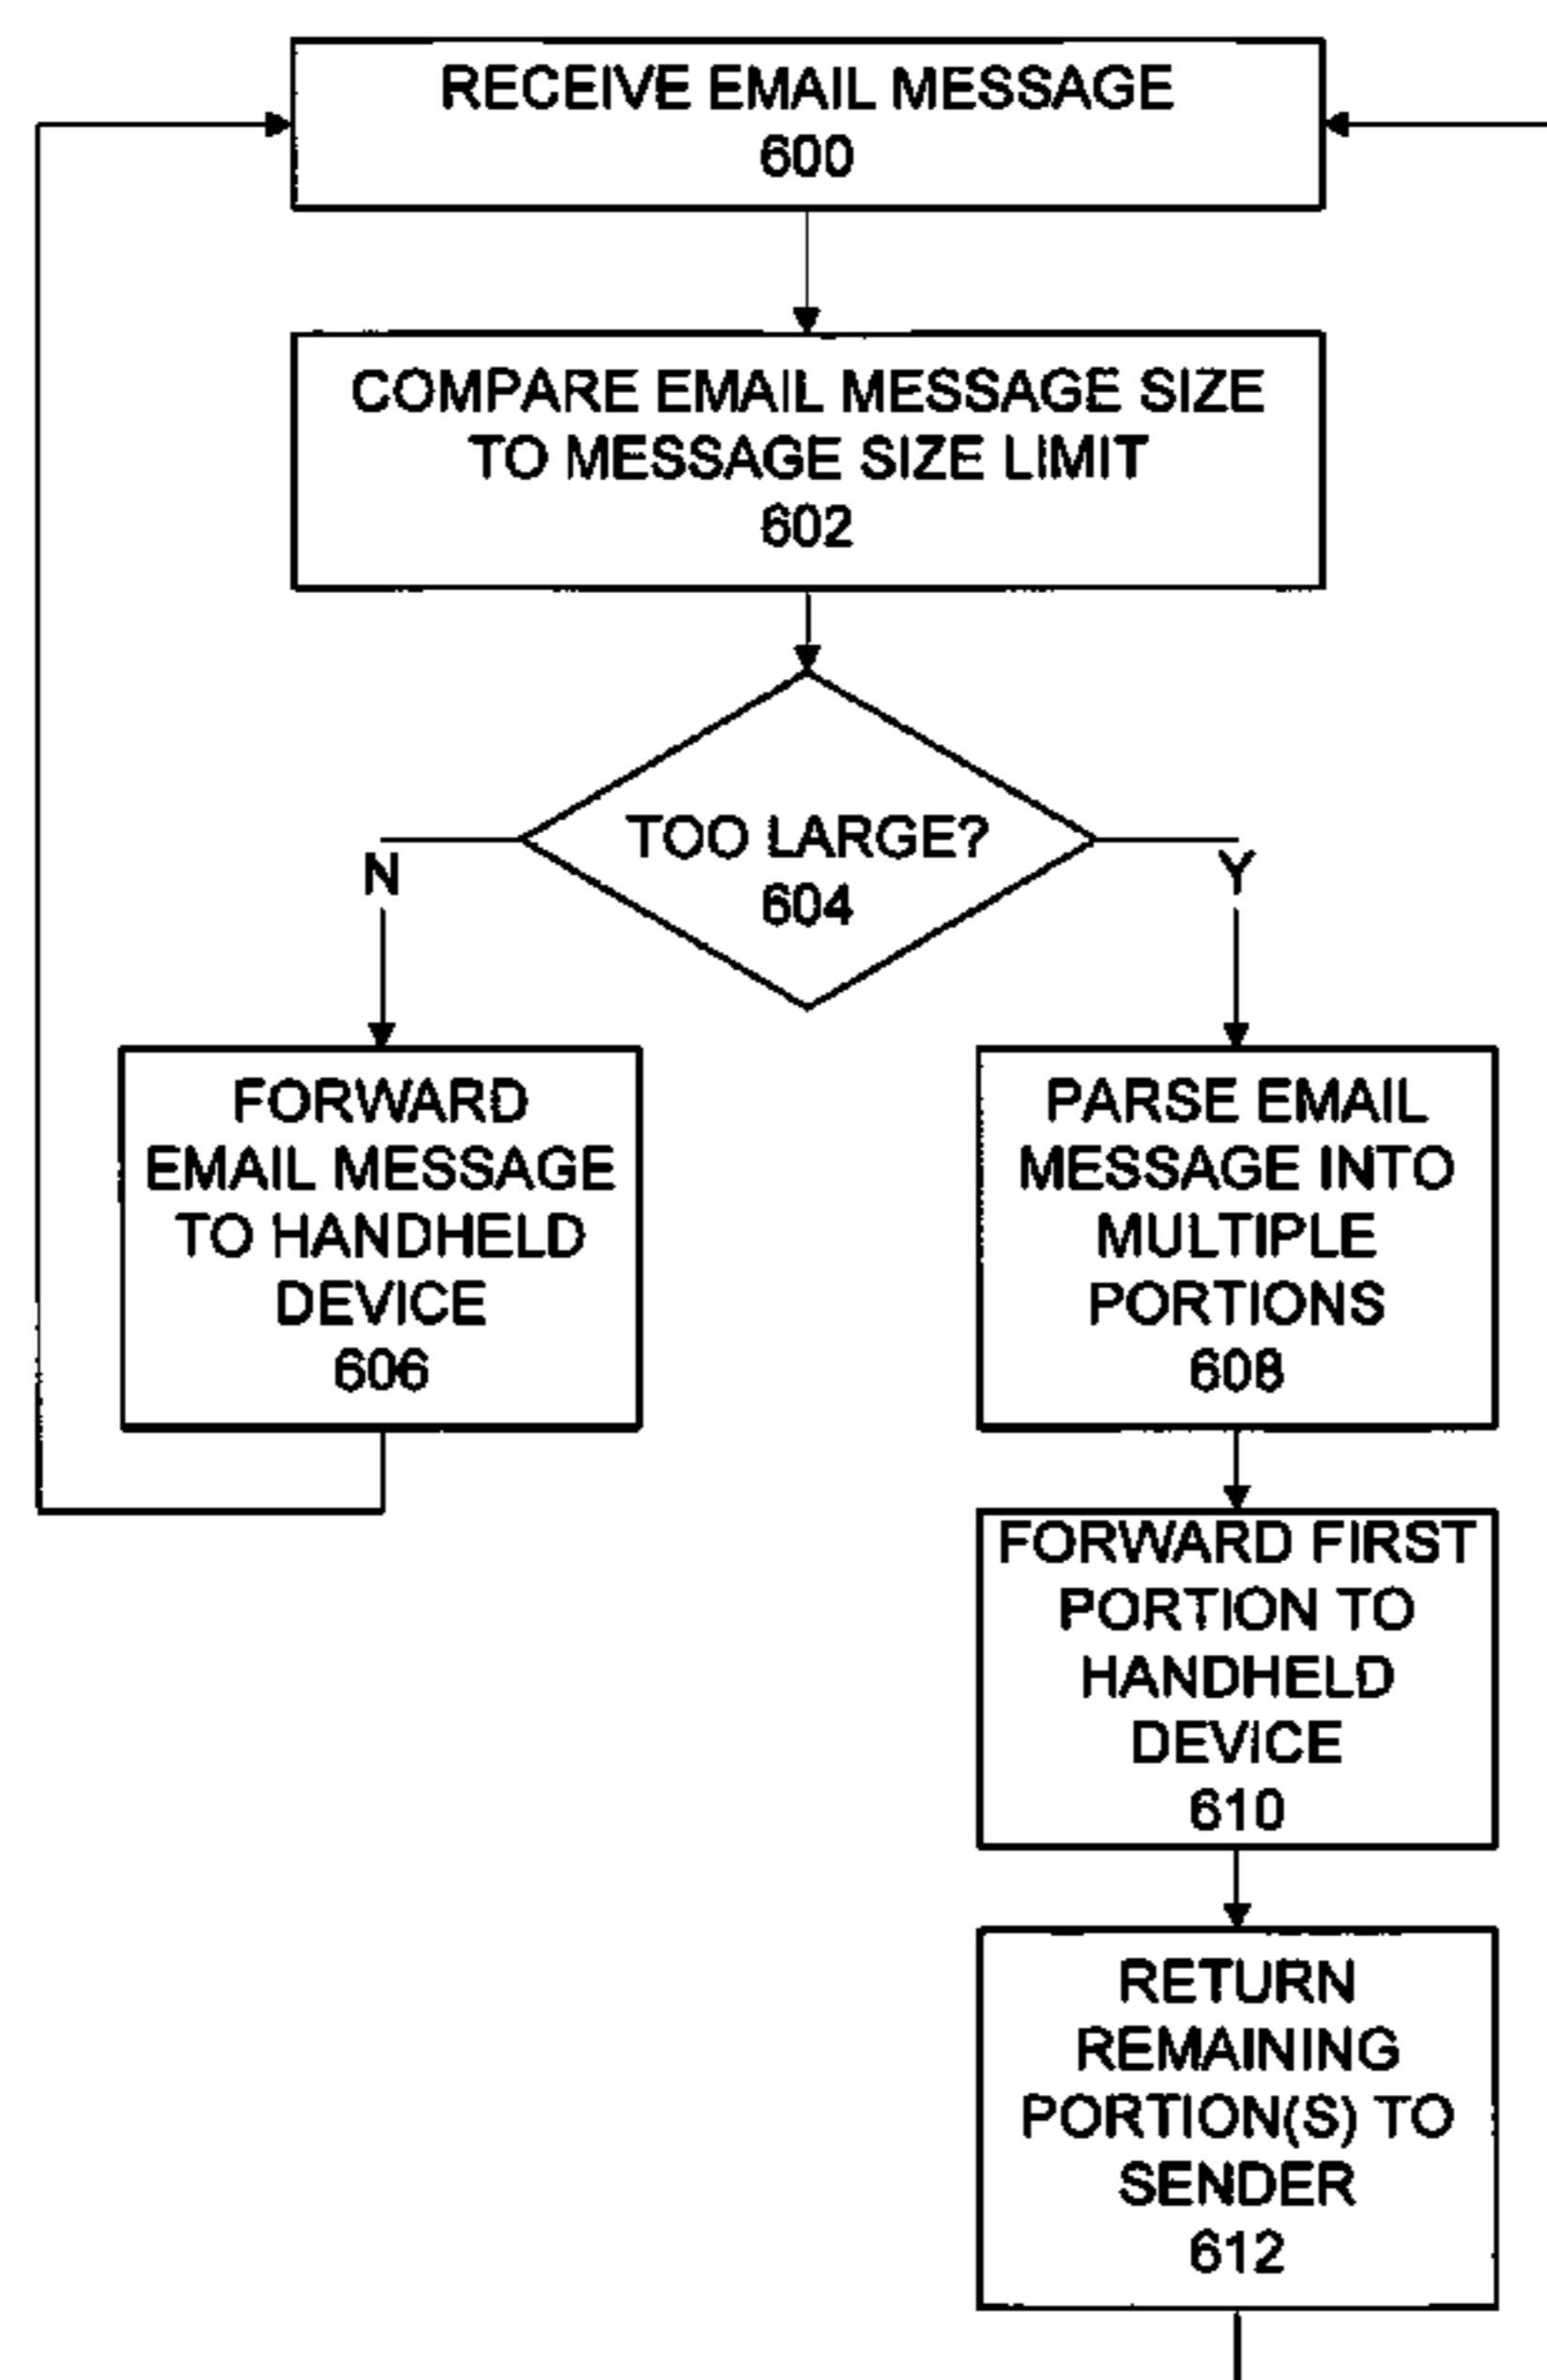 RECEIVE EMAIL MESSAGE
600
COMPARE EMAIL MESSAGE SIZE
TO MESSAGE SIZE LIMIT
602
TOO LARGE?
604
N
Y
FORWARD
EMAIL MESSAGE
TO HANDHELD
DEVICE
606
PARSE EMAIL
MESSAGE INTO
MULTIPLE
PORTIONS
608
FORWARD FIRST
PORTION TO
HANDHELD
DEVICE
610
RETURN
REMAINING
PORTION(S) TO
SENDER
612